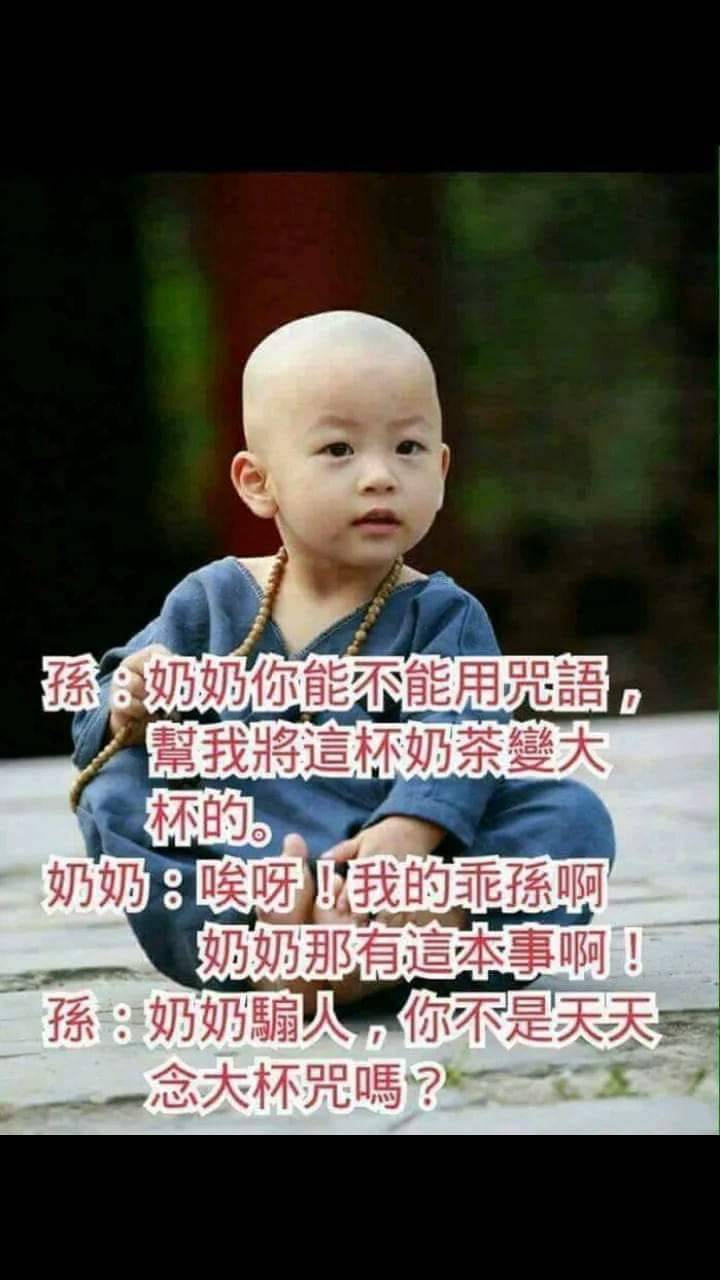 孫：奶奶你能不能用咒語，
幫我將這杯奶茶變大
杯的。
奶奶：唉呀！我的乖孫啊
奶奶那有這本事啊！
孫：奶奶騸人，你不是天天
念大杯咒嗎？